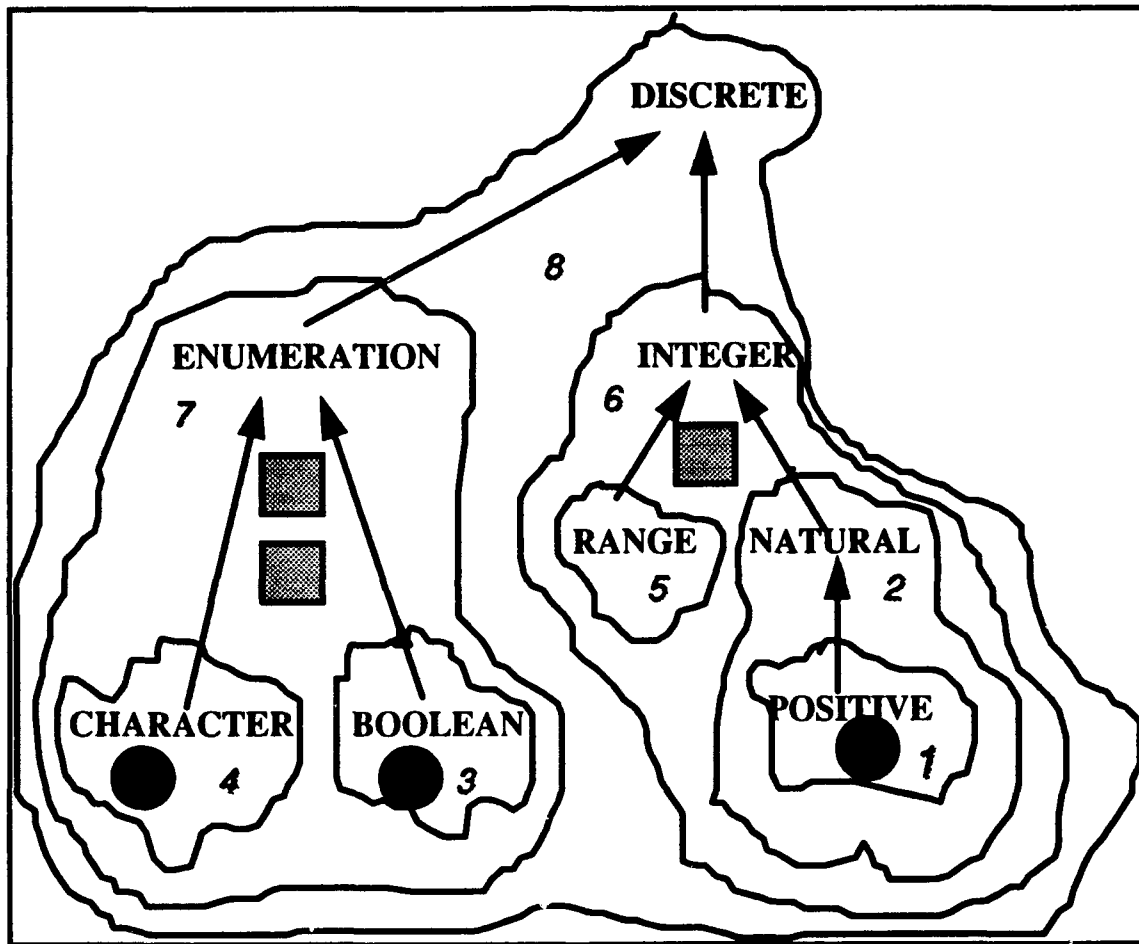 DISCRETE
8
ENUMERATION
INTEGER
7
6
RANGE
NATURAL
5
2
CHARACTER
BOOLEAN
POSITIVE
4
3
1